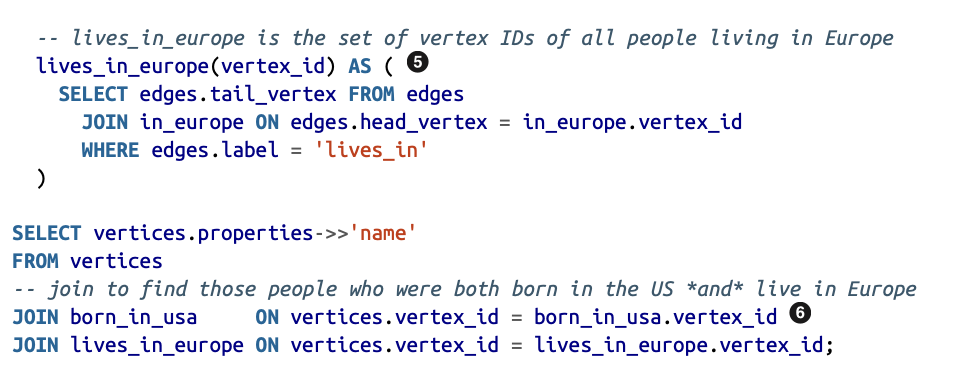 -- lives_in_europe is the set of vertex IDs of all people living in Europe
lives_in_europe(vertex_id) AS ( ❺
SELECT edges.tail_vertex FROM edges
JOIN in_europe ON edges.head_vertex = in_europe.vertex_id
WHERE edges.label = 'lives_in'
)
SELECT vertices.properties->>'name'
FROM vertices
-- join to find those people who were both born in the US *and* live in Europe
JOIN born_in_usa     ON vertices.vertex_id = born_in_usa.vertex_id ❻
JOIN lives_in_europe ON vertices.vertex_id = lives_in_europe.vertex_id;